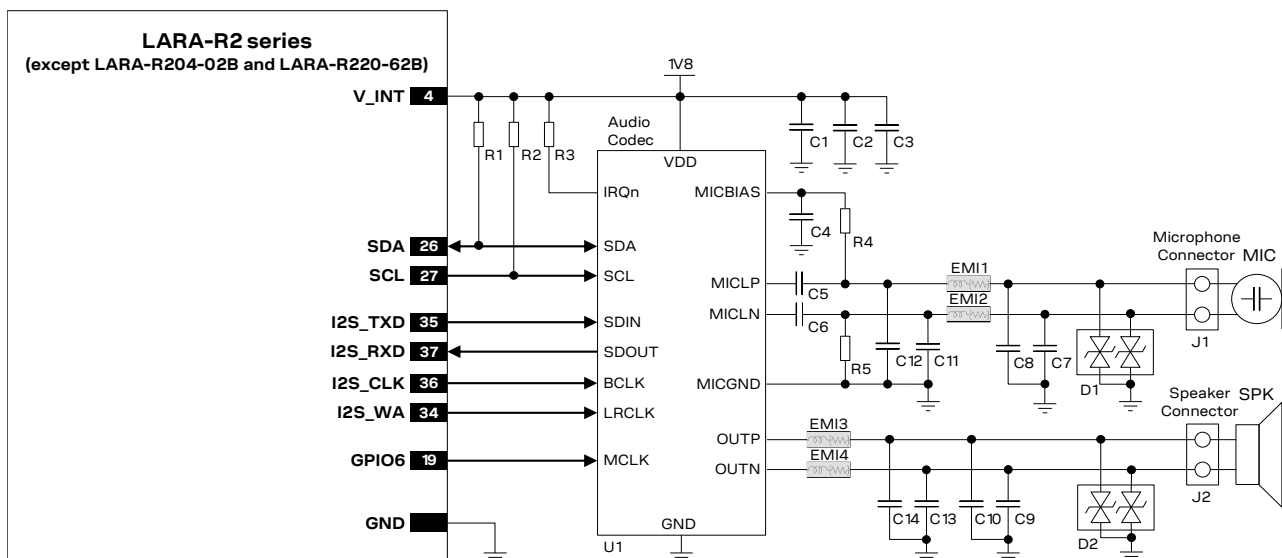 LARA-R2 series
(except LARA-R204-02B and LARA-R220-62B)
1V8
V_INT 4
Audio
Codec
R1
R2
R3
C1
C2
C3
VDD
IRQn
MICBIAS
C4
R4
SDA 26
SDA
SCL 27
SCL
Microphone
Connector
MIC
MICLP
C5
EMI1
MICLN
C6
EMI2
I2S_TXD 35
SDIN
I2S_RXD 37
SDOUT
R5
C12
C11
C8
C7
J1
I2S_CLK 36
BCLK
MICGND
D1
I2S_WA 34
LRCLK
Speaker
Connector
SPK
OUTP
EMI3
GPIO6 19
MCLK
OUTN
EMI4
C14
C13
C10
C9
J2
GND
GND
U1
D2